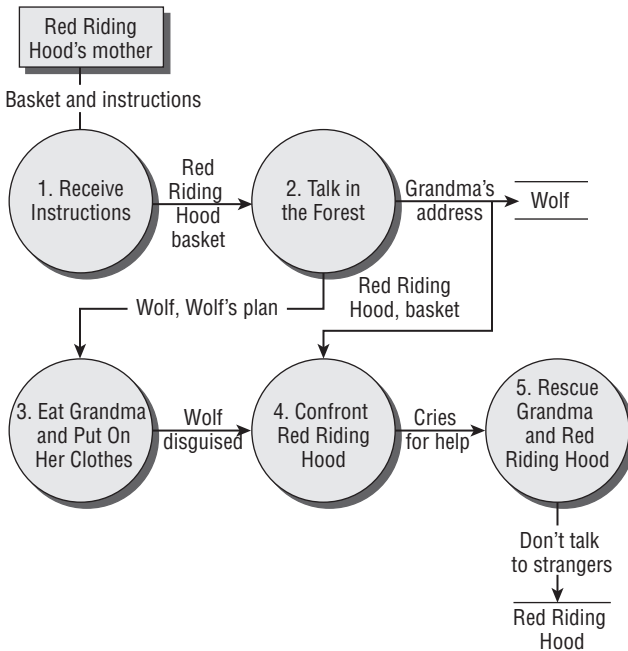 Red Riding
Hood's mother
Basket and instructions
1. Receive
Instructions
Red
Riding
Hood
basket
2. Talk in
the Forest
Grandma's
address
Wolf
Wolf, Wolf's plan
Red Riding
Hood, basket
3. Eat Grandma
and Put On
Her Clothes
Wolf
disguised
4. Confront
Red Riding
Hood
Cries
for help
5. Rescue
Grandma
and Red
Riding Hood
Don't talk
to strangers
Red Riding
Hood